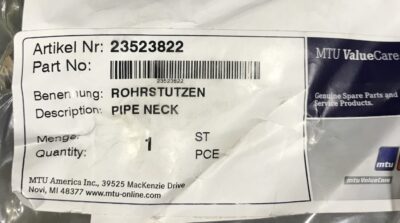 Artikel Nr: 23523822
Part No:
23523822
Benennung: ROHRSTUTZEN
Description: PIPE NECK
Menge: 1 ST
Quantity: PCE
MTU America Inc., 39525 MacKenzie Drive
Novi, MI 48377 www.mtu-online.com
MTU ValueCare
Genuine Spare Parts and
Service Products.
mtu
mtu ValueCare